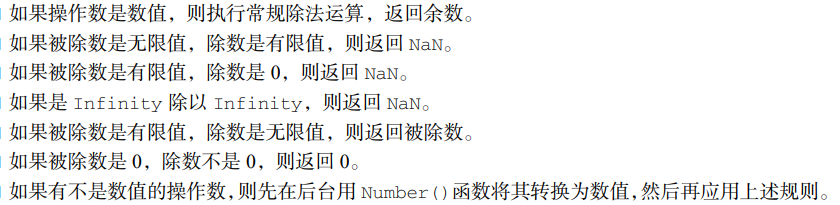 如果操作数是数值，则执行常规除法运算，返回余数。
如果被除数是无限值，除数是有限值，则返回 NaN。
如果被除数是有限值，除数是 0，则返回 NaN。
如果是 Infinity 除以 Infinity，则返回 NaN。
如果被除数是有限值，除数是无限值，则返回被除数。
如果被除数是 0，除数不是 0，则返回 0。
如果有不是数值的操作数，则先在后台用 Number()函数将其转换为数值，然后再应用上述规则。